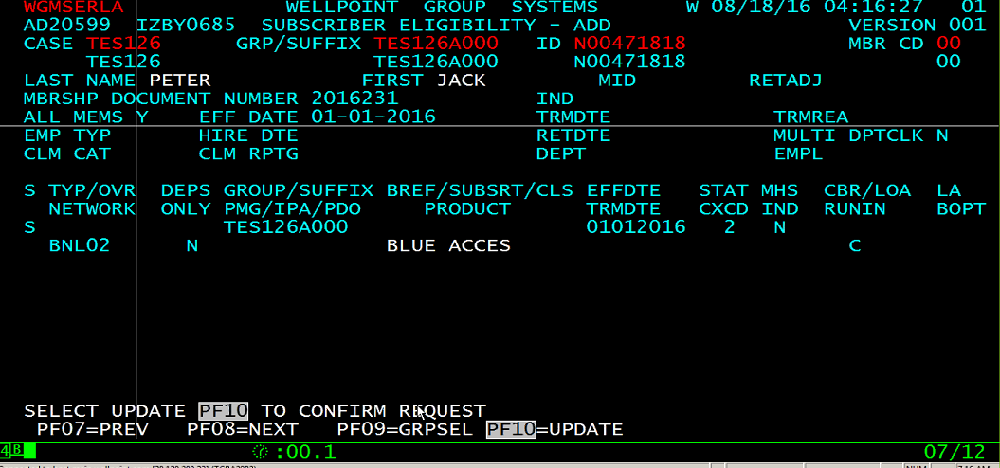 WGMSERLA WELLPOINT GROUP SYSTEMS W 08/18/16 04:16:27 01
AD20599 IZBY0685 SUBSCRIBER ELIGIBILITY - ADD VERSION 001
CASE TES126 GRP/SUFFIX TES126A000 ID N00471818 MBR CD 00
TES126 TES126A000 N00471818 00
LAST NAME PETER FIRST JACK MID RETADJ
MBRSHP DOCUMENT NUMBER 2016231 IND
ALL MEMS Y EFF DATE 01-01-2016 TRMDTE TRMREA
EMP TYP HIRE DTE RETDTE MULTI DPTCLK N
CLM CAT CLM RPTG DEPT EMPL
S TYP/OVR DEPS GROUP/SUFFIX BREF/SUBSRT/CLS EFFDTE STAT MHS CBR/LOA LA
NETWORK ONLY PMG/IPA/PDO PRODUCT TRMDTE CXCD IND RUNIN BOPT
S TES126A000 01012016 2 N
BNL02 N BLUE ACCES C
SELECT UPDATE PF10 TO CONFIRM REQUEST
PF07=PREV PF08=NEXT PF09=GRPSEL PF10=UPDATE
4 B :00.1 07/12